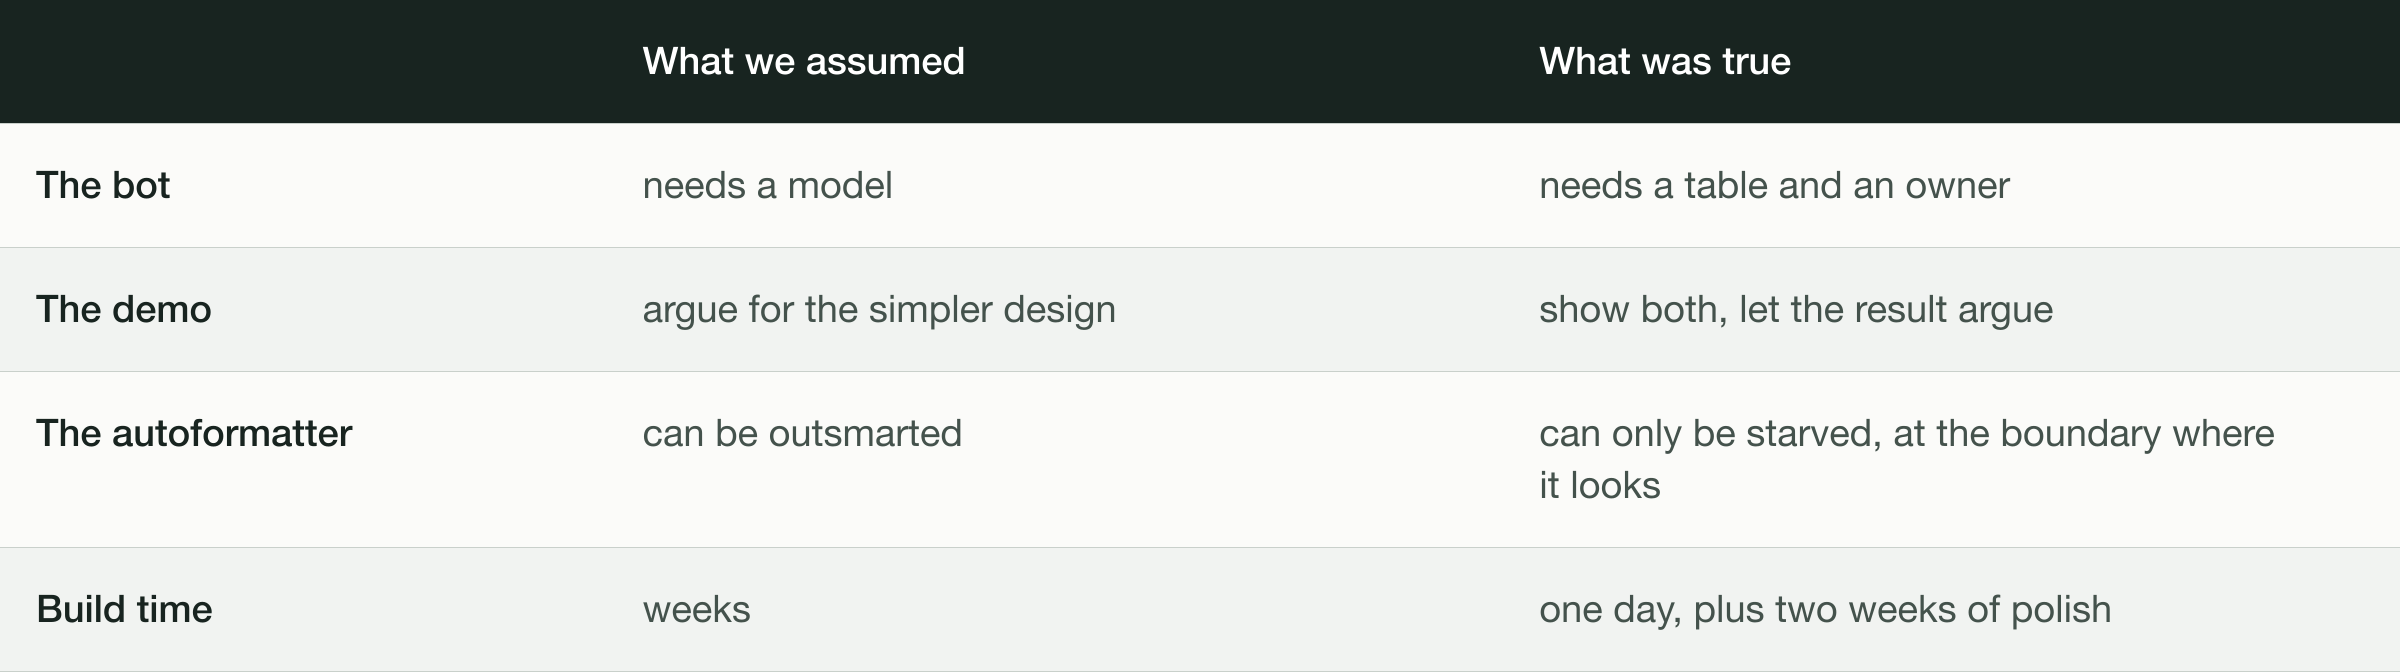 What we assumed
What was true
The bot
needs a model
needs a table and an owner
The demo
argue for the simpler design
show both, let the result argue
The autoformatter
can be outsmarted
can only be starved, at the boundary where
it looks
Build time
weeks
one day, plus two weeks of polish